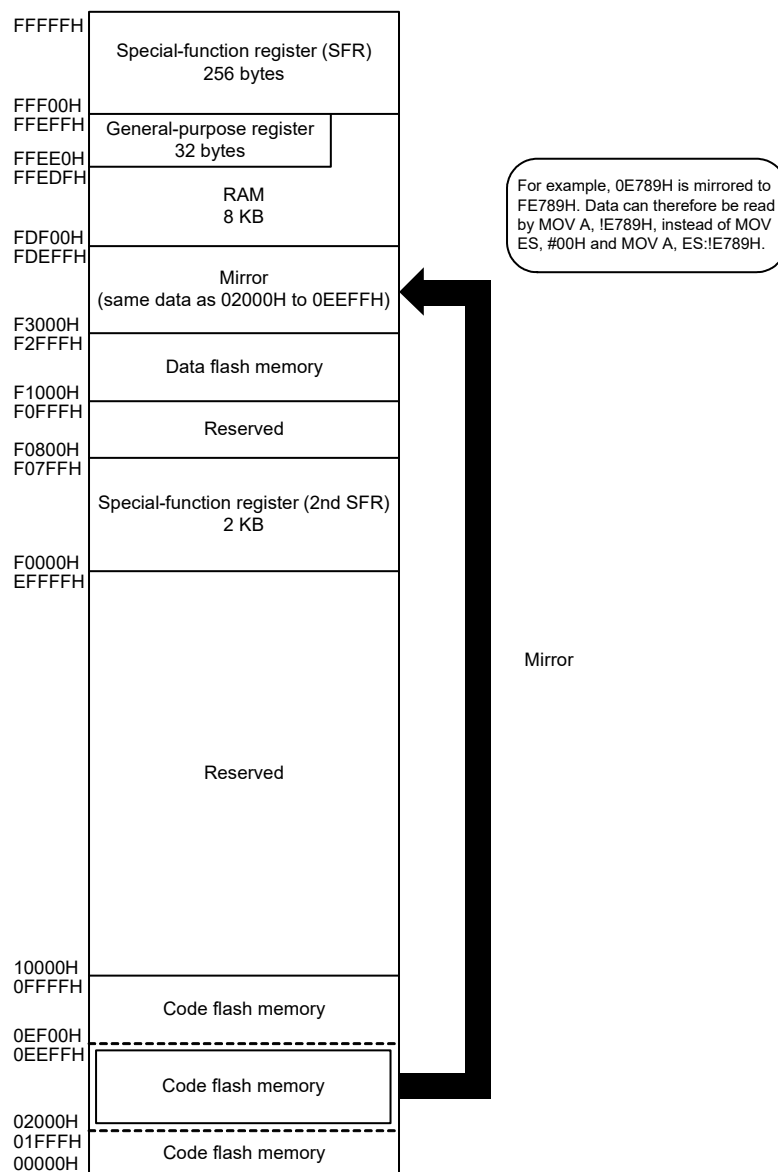 FFFFFH
Special-function register (SFR)
256 bytes
FFF00H
FFEFFH
General-purpose register
32 bytes
FFEE0H
FFEDFH
RAM
8 KB
FDF00H
FDEFFH
Mirror
(same data as 02000H to 0EEFFH)
F3000H
F2FFFH
Data flash memory
F1000H
F0FFFH
Reserved
F0800H
F07FFH
Special-function register (2nd SFR)
2 KB
F0000H
EFFFFH
Reserved
10000H
0FFFFH
Code flash memory
0EF00H
0EEFFH
Code flash memory
02000H
01FFFH
Code flash memory
00000H
For example, 0E789H is mirrored to
FE789H. Data can therefore be read
by MOV A, !E789H, instead of MOV
ES, #00H and MOV A, ES:!E789H.
Mirror